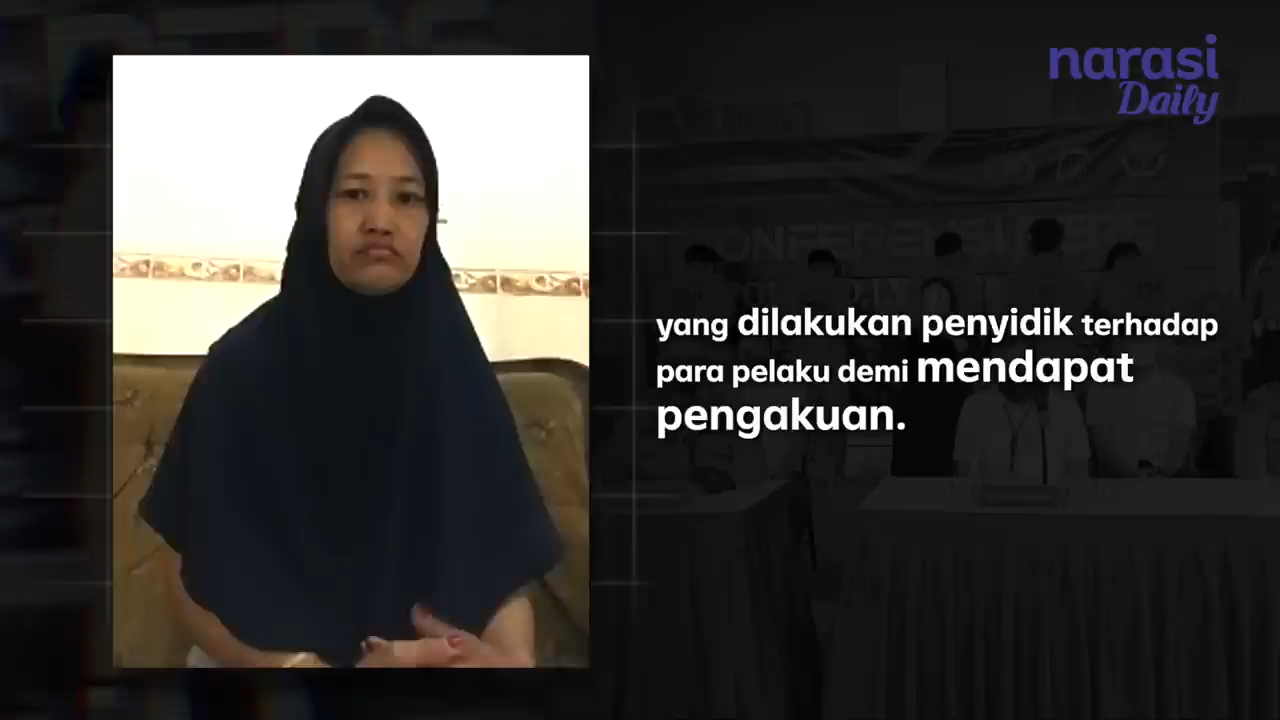 narasi
Daily
yang dilakukan penyidik terhadap
para pelaku demi mendapat
pengakuan.